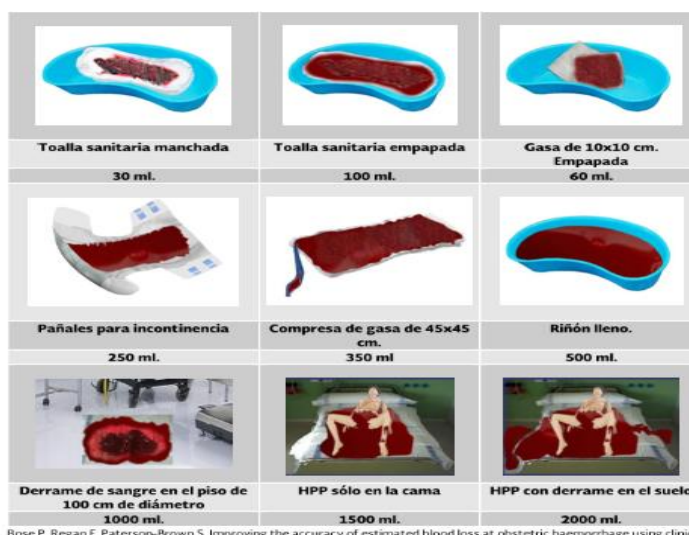 Toalla sanitaria manchada
30 ml.
Toalla sanitaria empapada
100 ml.
Gasa de 10x10 cm.
Empapada
60 ml.
Pañales para incontinencia
250 ml.
Compresa de gasa de 45x45
cm.
350 ml
Riñón lleno.
500 ml.
Derrame de sangre en el piso de
100 cm de diámetro
1000 ml.
HPP sólo en la cama
1500 ml.
HPP con derrame en el suelo
2000 ml.
Bose P, Regan F, Paterson-Brown S. Improving the accuracy of estimated blood loss at obstetric haemorrhage using clinic